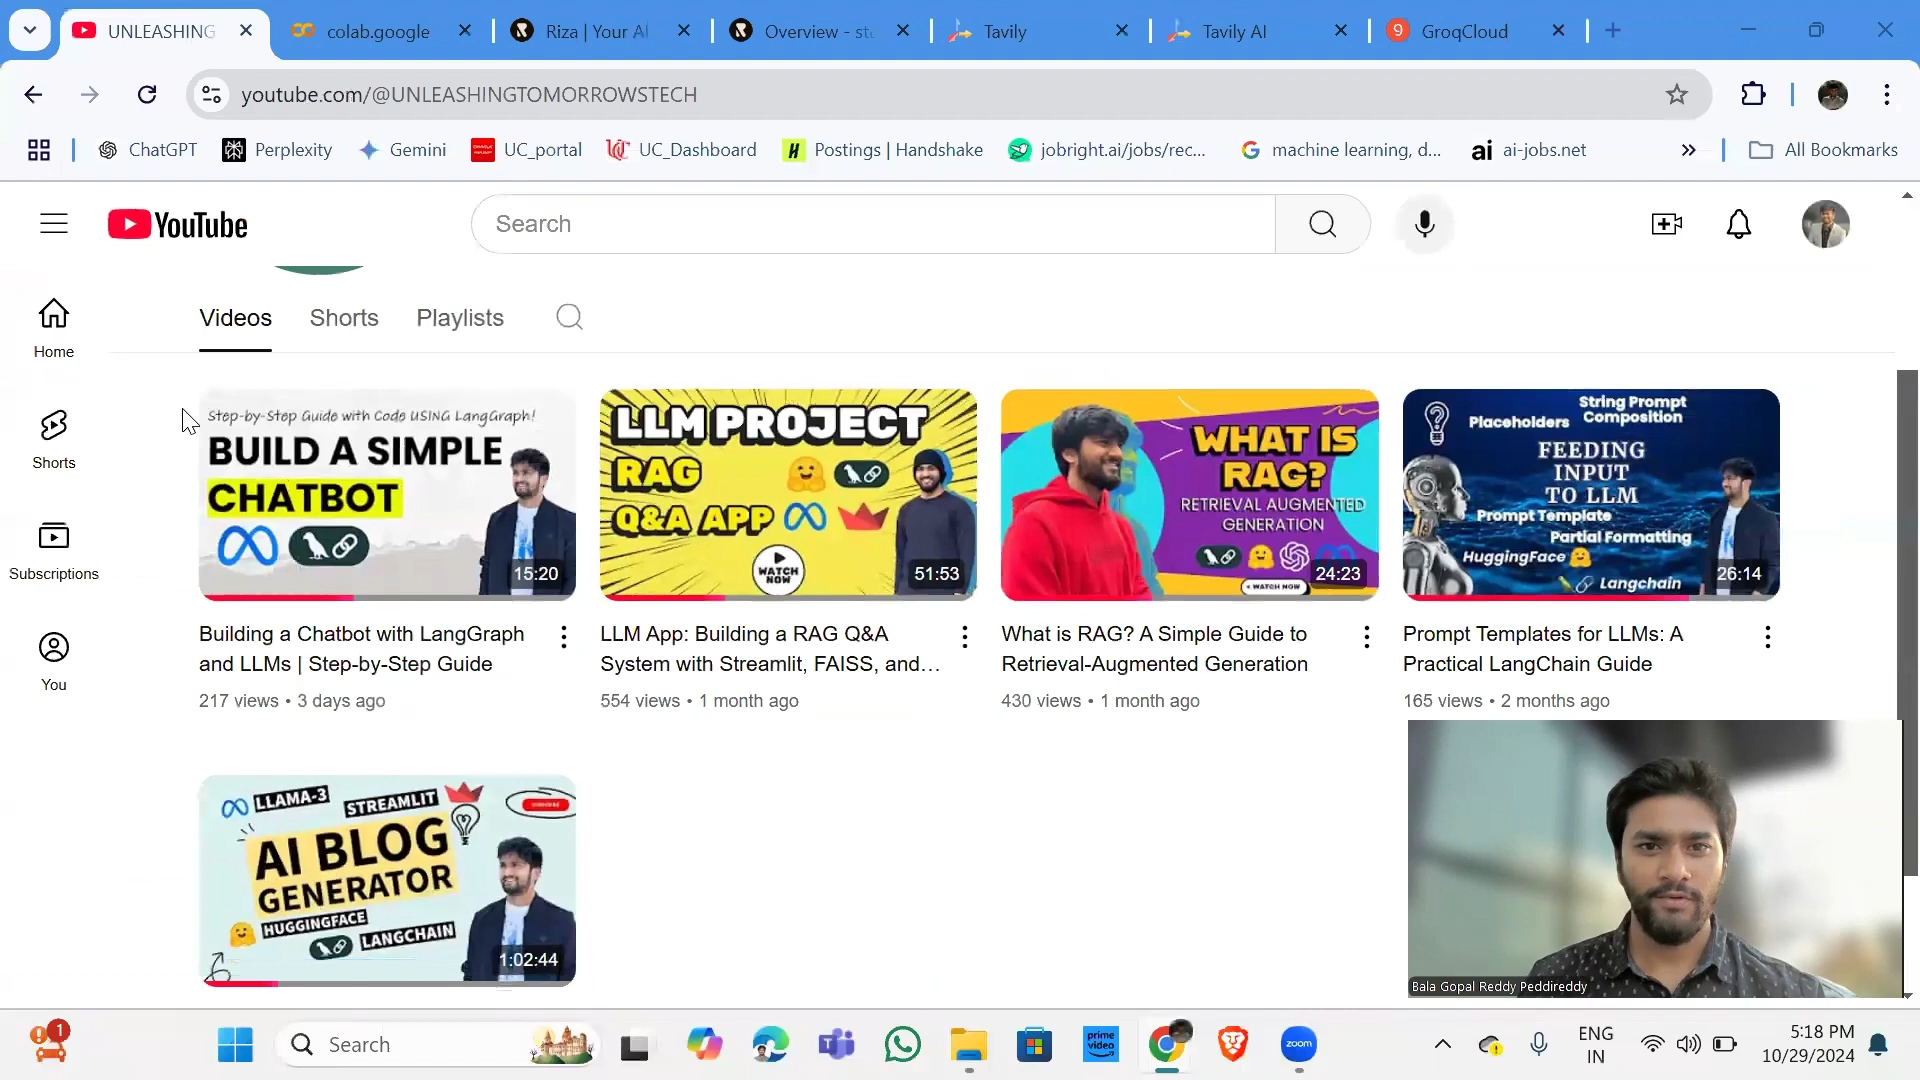 UNLEASHING
colab.google
Riza | Your AI
Overview - st
Tavily
Tavily AI
9
GroqCloud
youtube.com/@UNLEASHINGTOMORROWSTECH
ChatGPT
Perplexity
Gemini
UC_portal
UC_Dashboard
Postings | Handshake
jobright.ai/jobs/rec...
machine learning, d...
ai ai-jobs.net
All Bookmarks
YouTube
Search
Home
Shorts
Subscriptions
You
Videos
Shorts
Playlists
Step-by-Step Guide with Code USING LangGraph!
BUILD A SIMPLE
CHATBOT
15:20
Building a Chatbot with LangGraph
and LLMs | Step-by-Step Guide
217 views • 3 days ago
LLM PROJECT
RAG
Q&A APP
WATCH
NOW
51:53
LLM App: Building a RAG Q&A
System with Streamlit, FAISS, and...
554 views • 1 month ago
WHAT IS
RAG?
RETRIEVAL AUGMENTED
GENERATION
WATCH NOW
24:23
What is RAG? A Simple Guide to
Retrieval-Augmented Generation
430 views • 1 month ago
String Prompt
Composition
Placeholders
FEEDING
INPUT
TO LLM
Prompt Template
Partial Formatting
HuggingFace
Langchain
26:14
Prompt Templates for LLMs: A
Practical LangChain Guide
165 views • 2 months ago
LLAMA-3
STREAMLIT
AI BLOG
GENERATOR
HUGGINGFACE
LANGCHAIN
1:02:44
Bala Gopal Reddy Peddireddy
1
Search
prime
video
zoom
ENG
IN
5:18 PM
10/29/2024